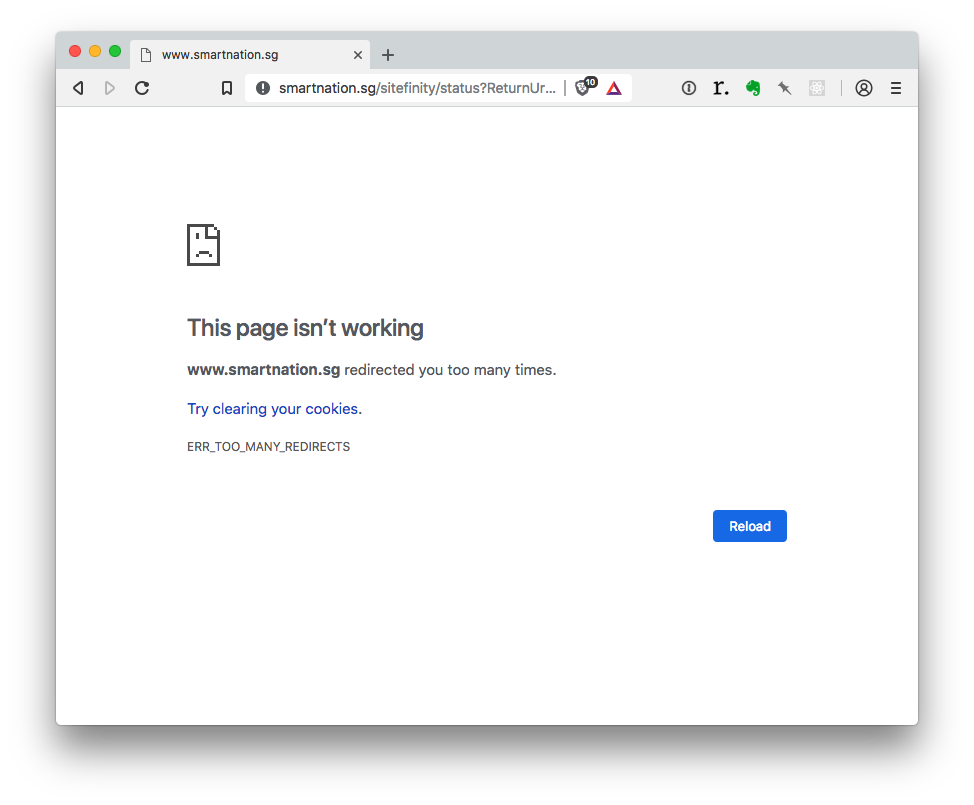 www.smartnation.sg
smartnation.sg/sitefinity/status?ReturnUr...
10
r.
This page isn’t working
www.smartnation.sg redirected you too many times.
Try clearing your cookies.
ERR_TOO_MANY_REDIRECTS
Reload